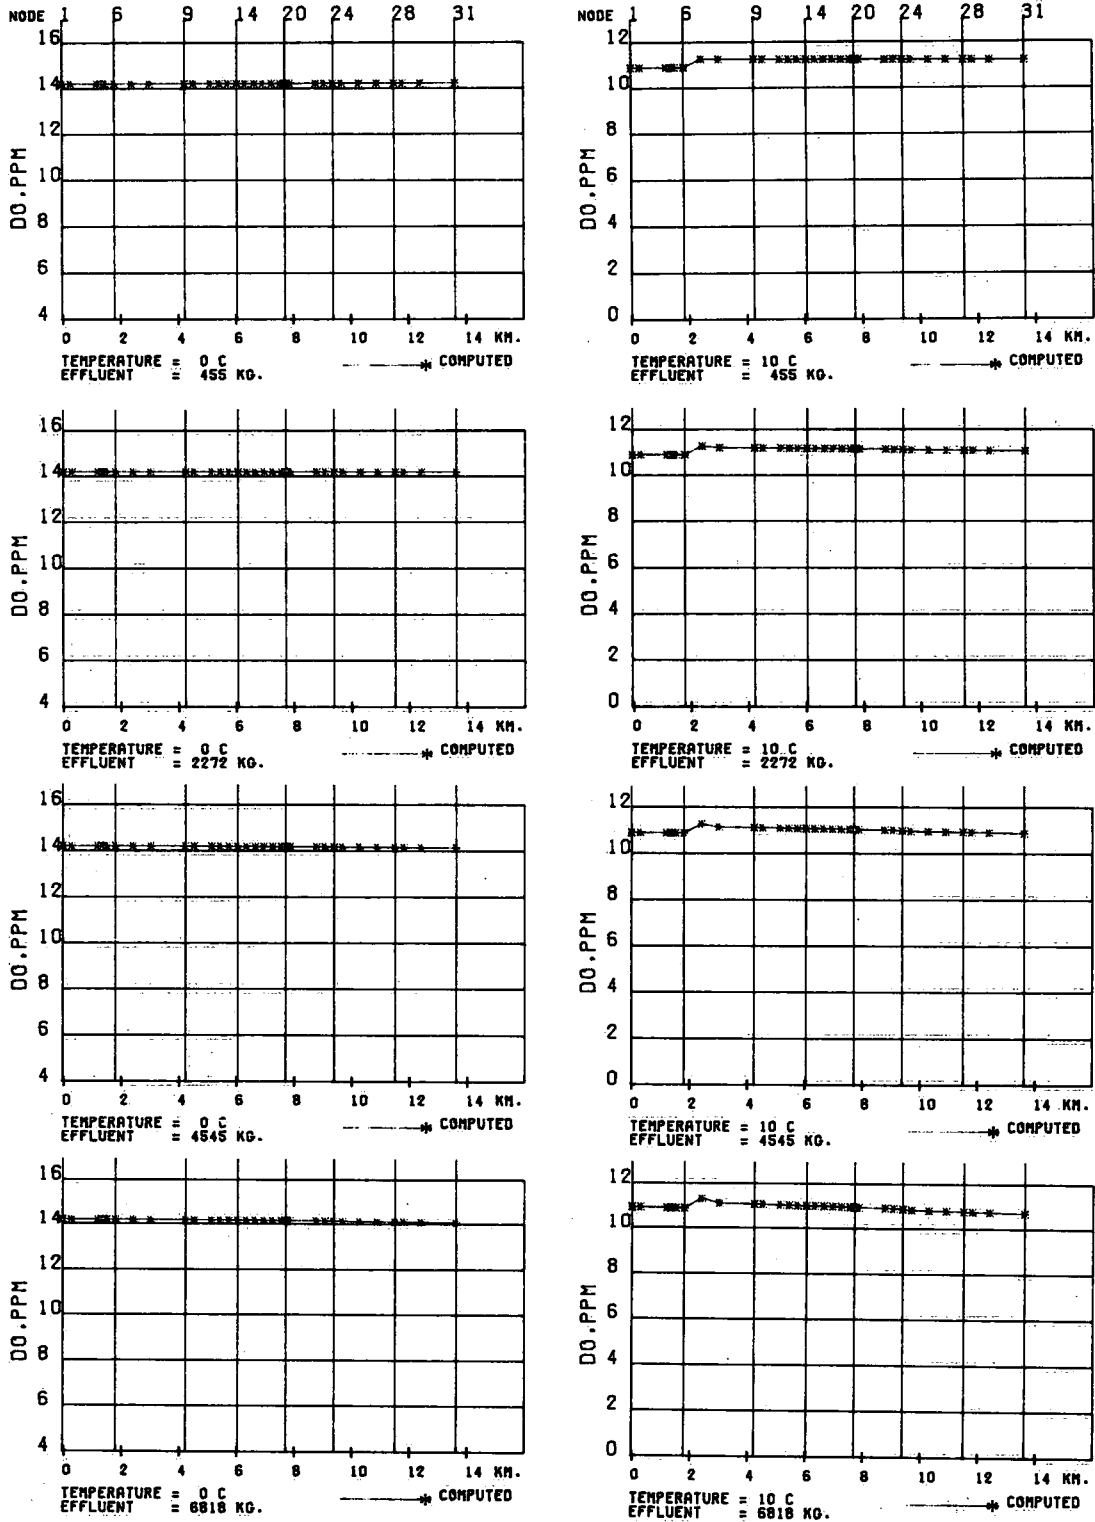 NODE 1 6 9 14 20 24 28 31
16
14
12
10
8
6
4
DO.PPM
0 2 4 6 8 10 12 14 KM.
TEMPERATURE = 0 C
EFFLUENT = 455 KG.
COMPUTED
NODE 1 6 9 14 20 24 28 31
12
10
8
6
4
2
0
DO.PPM
0 2 4 6 8 10 12 14 KM.
TEMPERATURE = 10 C
EFFLUENT = 455 KG.
COMPUTED
16
14
12
10
8
6
4
DO.PPM
0 2 4 6 8 10 12 14 KM.
TEMPERATURE = 0 C
EFFLUENT = 2272 KG.
COMPUTED
12
10
8
6
4
2
0
DO.PPM
0 2 4 6 8 10 12 14 KM.
TEMPERATURE = 10 C
EFFLUENT = 2272 KG.
COMPUTED
16
14
12
10
8
6
4
DO.PPM
0 2 4 6 8 10 12 14 KM.
TEMPERATURE = 0 C
EFFLUENT = 4545 KG.
COMPUTED
12
10
8
6
4
2
0
DO.PPM
0 2 4 6 8 10 12 14 KM.
TEMPERATURE = 10 C
EFFLUENT = 4545 KG.
COMPUTED
16
14
12
10
8
6
4
DO.PPM
0 2 4 6 8 10 12 14 KM.
TEMPERATURE = 0 C
EFFLUENT = 6818 KG.
COMPUTED
12
10
8
6
4
2
0
DO.PPM
0 2 4 6 8 10 12 14 KM.
TEMPERATURE = 10 C
EFFLUENT = 6818 KG.
COMPUTED